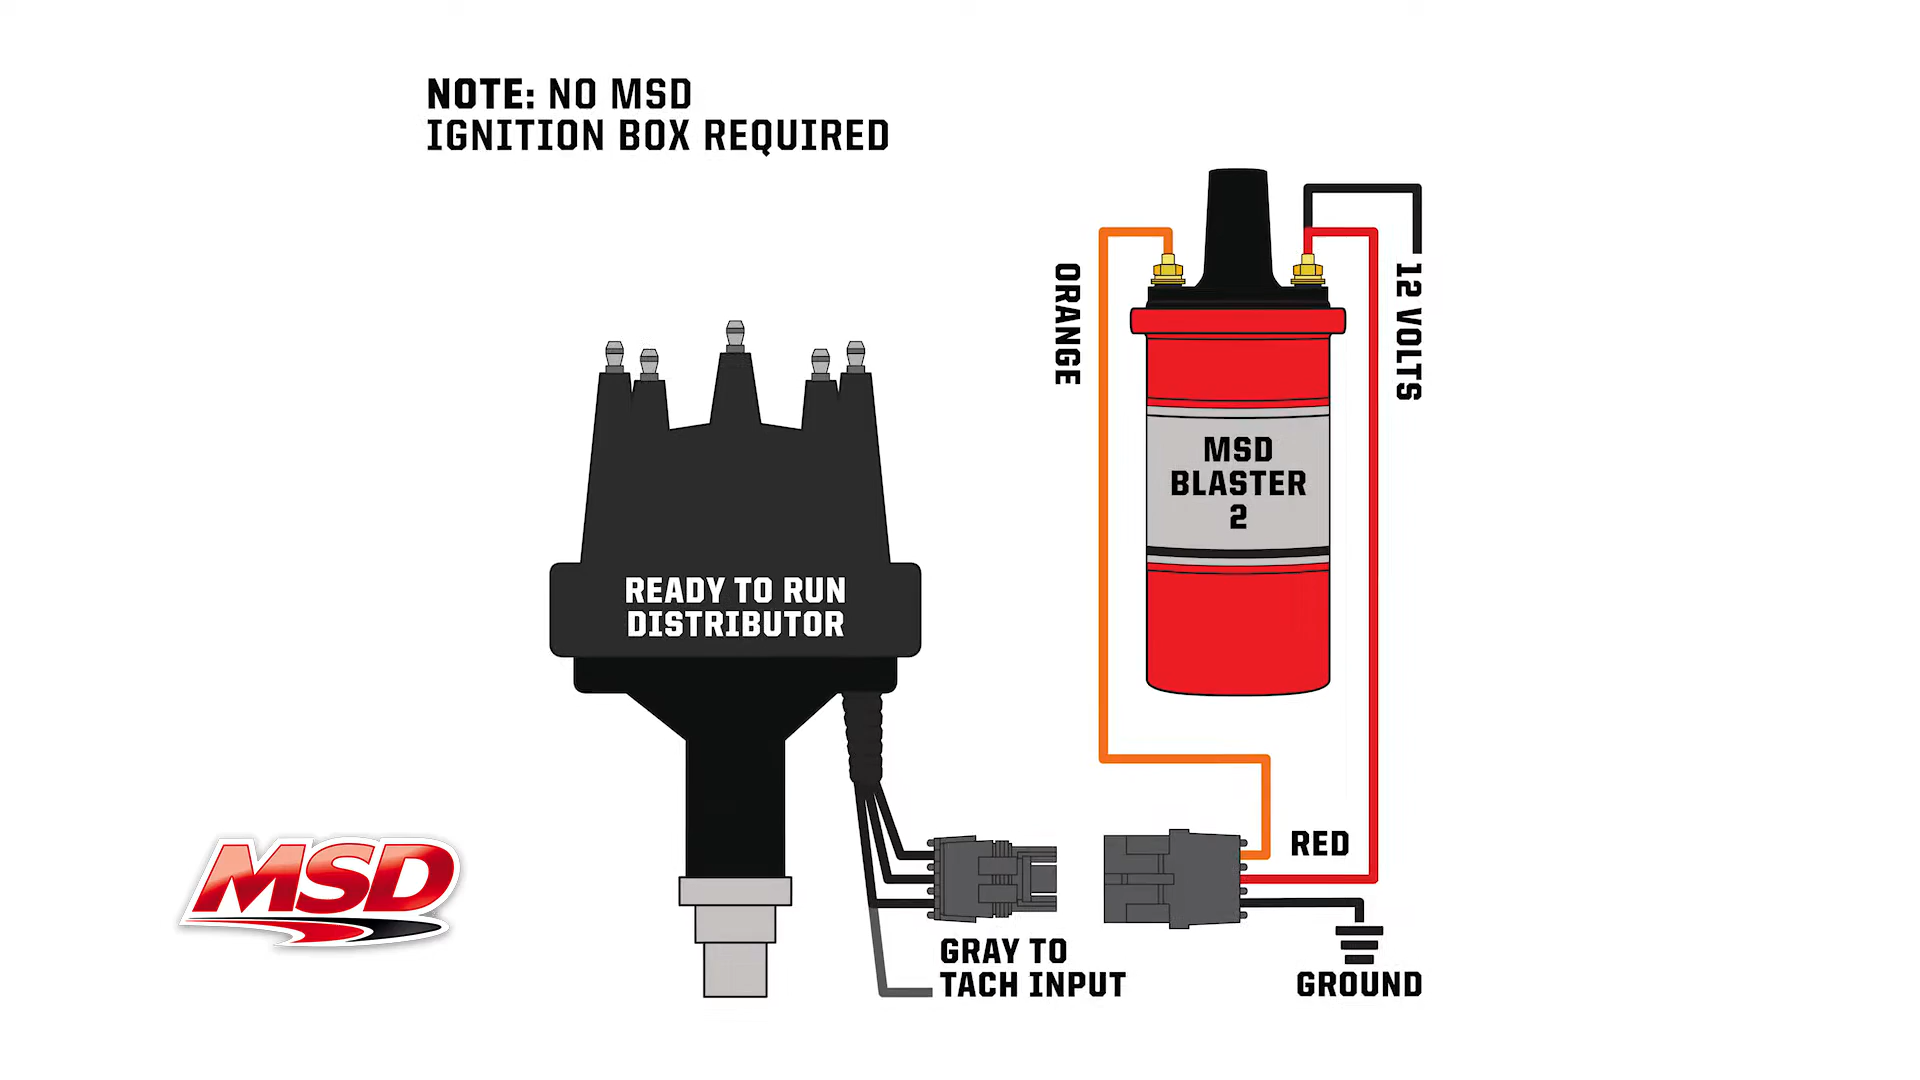 NOTE: NO MSD
IGNITION BOX REQUIRED
ORANGE
12 VOLTS
MSD
BLASTER
2
READY TO RUN
DISTRIBUTOR
RED
GRAY TO
TACH INPUT
GROUND
MSD